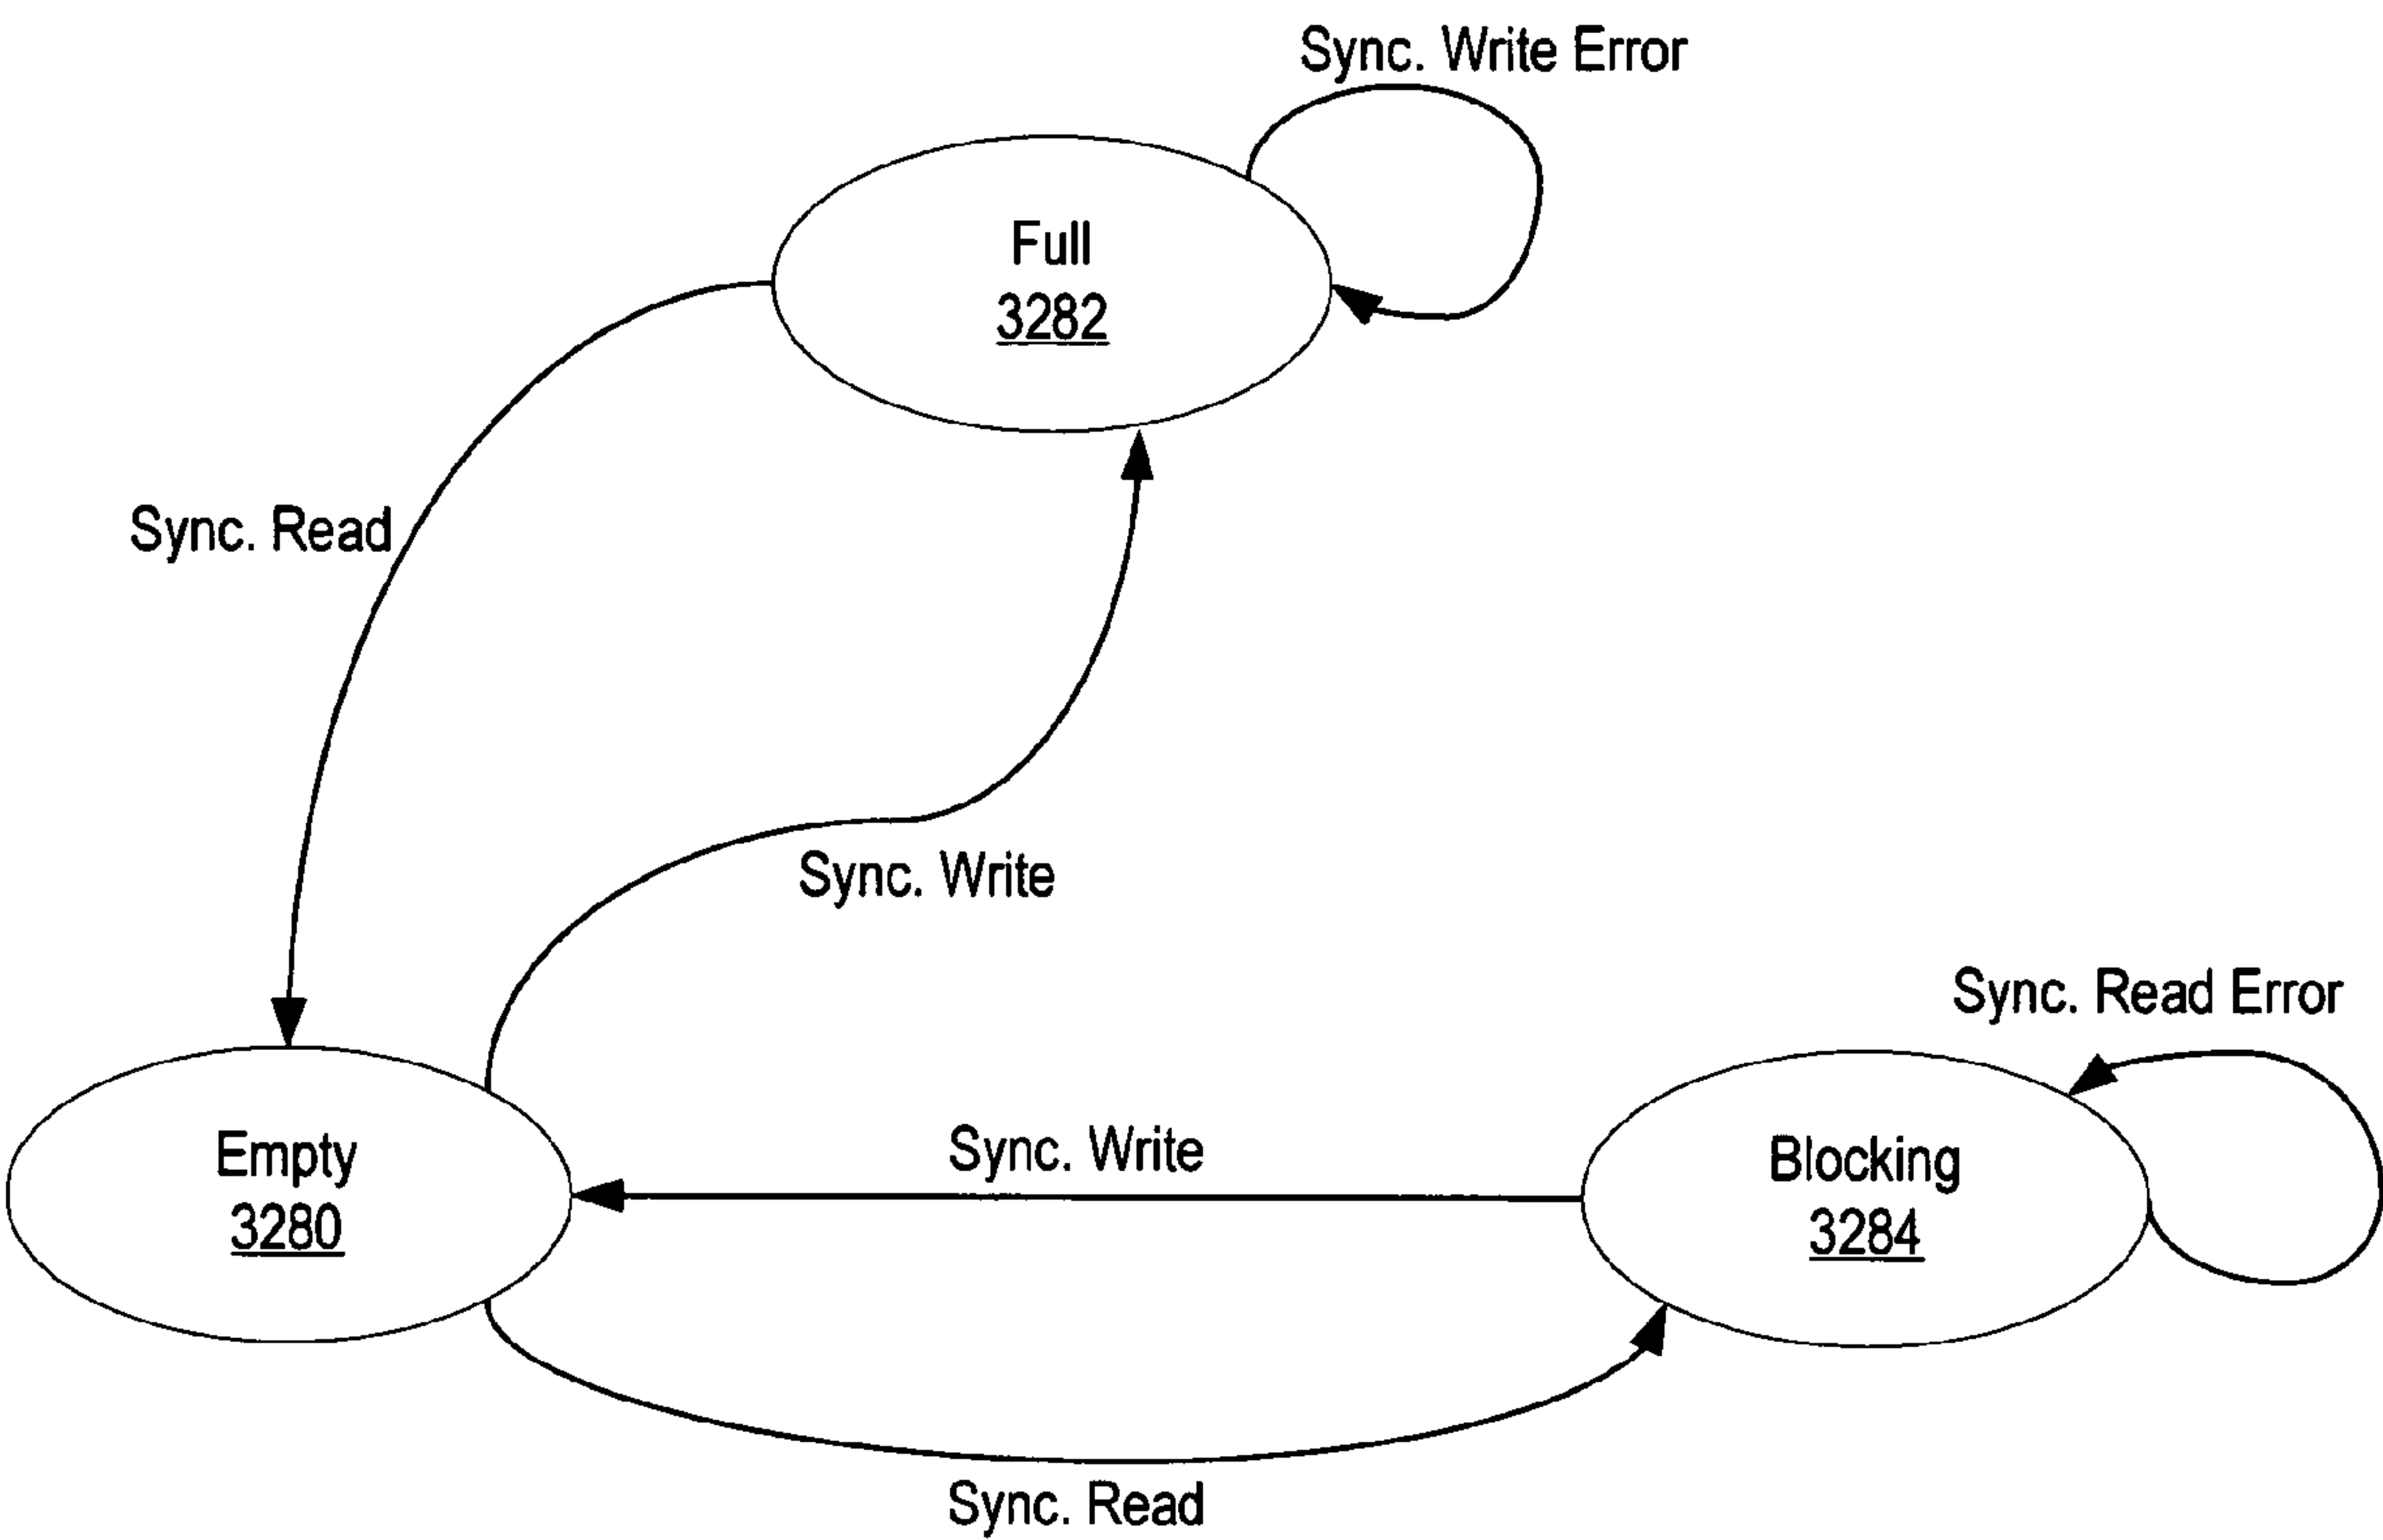 Sync. Write Error
Full
3282
Sync. Read
Sync. Write
Sync. Read Error
Sync. Write
Empty
3280
Blocking
3284
Sync. Read